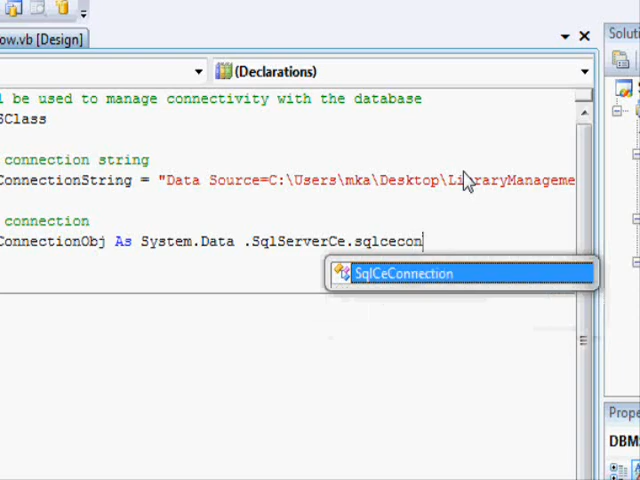 ow.vb [Design]
Soluti
(Declarations)
l be used to manage connectivity with the database
SClass
connection string
ConnectionString = "Data Source=C:\Users\mka\Desktop\LibraryManageme
connection
ConnectionObj As System.Data .SqlServerCe.sqlcecon
SqlCeConnection
Prope
DBMS